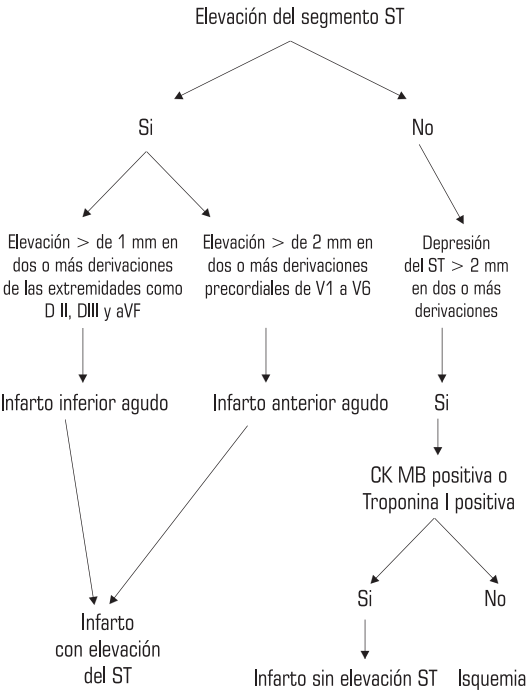 Elevación del segmento ST
Si
No
Elevación > de 1 mm en
dos o más derivaciones
de las extremidades como
D II, DIII y aVF
Elevación > de 2 mm en
dos o más derivaciones
precordiales de V1 a V6
Depresión
del ST > 2 mm
en dos o más
derivaciones
Infarto inferior agudo
Infarto anterior agudo
Si
CK MB positiva o
Troponina I positiva
Si
No
Infarto
con elevación
del ST
Infarto sin elevación ST
Isquemia